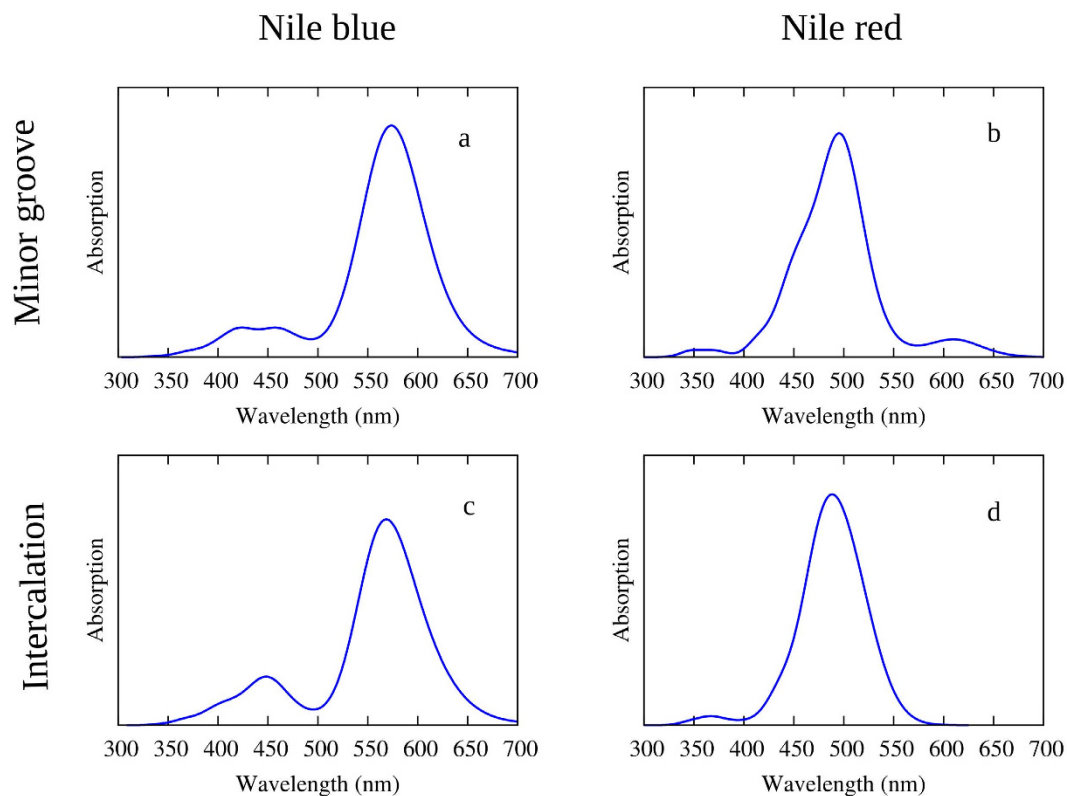 Nile blue
Nile red
Minor groove
Absorption
a
300 350 400 450 500 550 600 650 700
Wavelength (nm)
Absorption
b
300 350 400 450 500 550 600 650 700
Wavelength (nm)
Intercalation
Absorption
c
300 350 400 450 500 550 600 650 700
Wavelength (nm)
Absorption
d
300 350 400 450 500 550 600 650 700
Wavelength (nm)